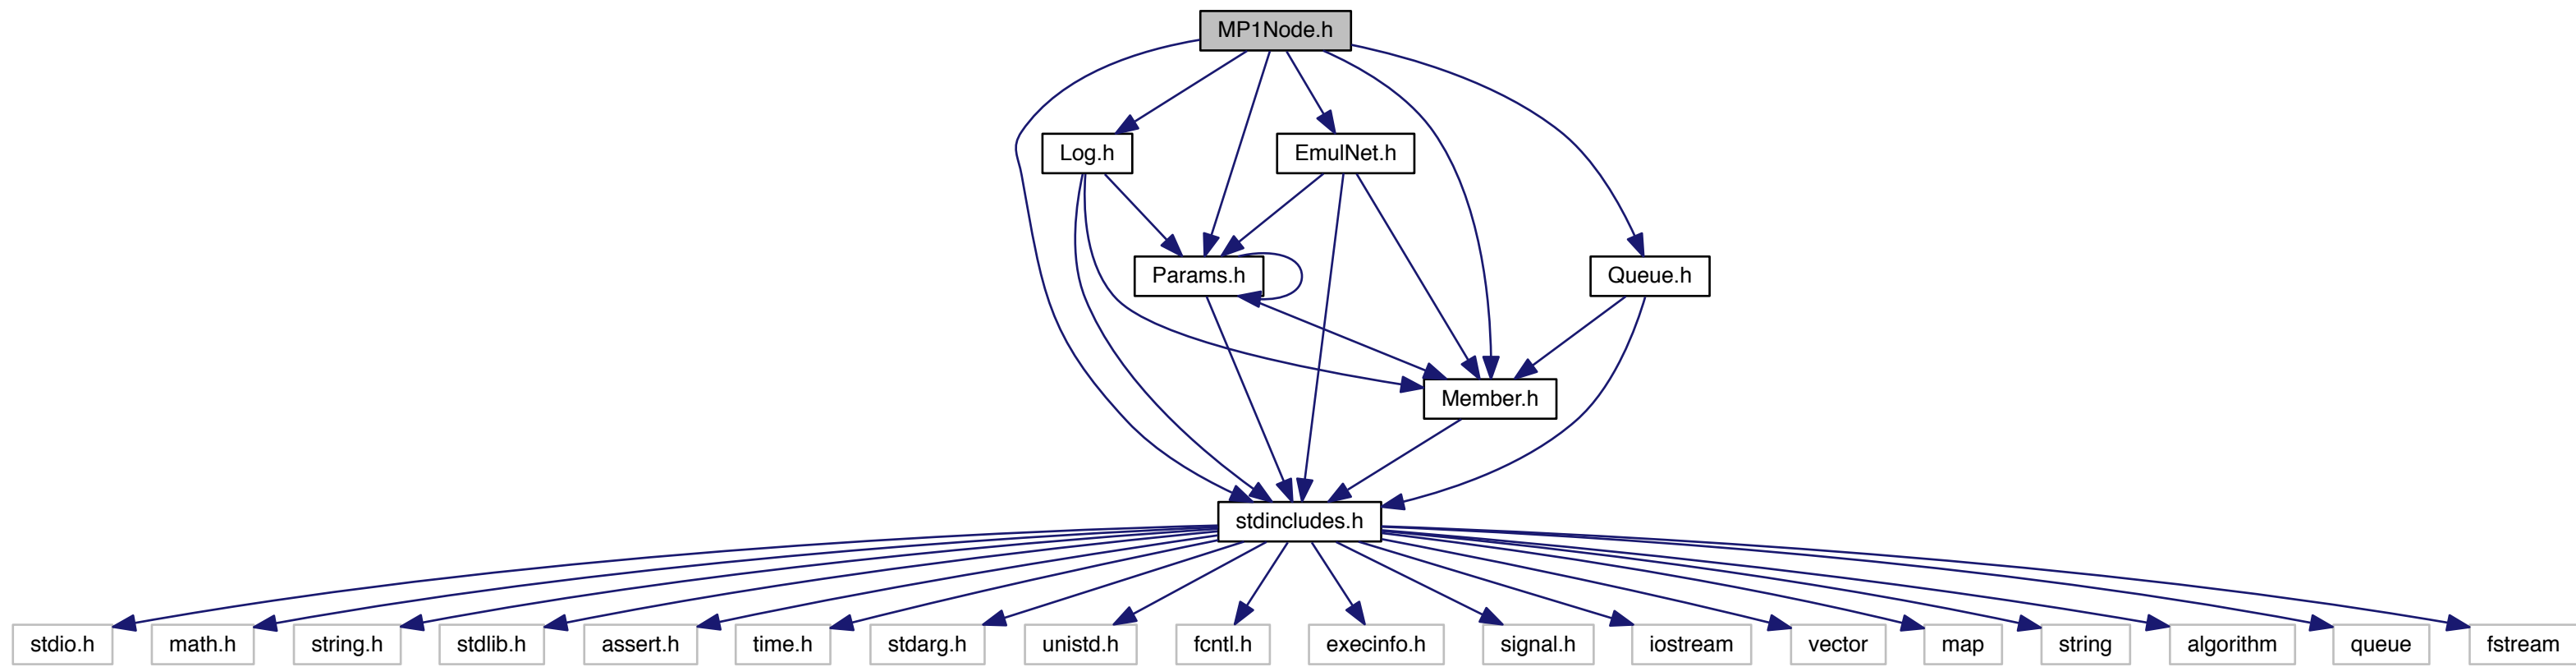 MP1Node.h
Log.h
EmulNet.h
Params.h
Queue.h
Member.h
stdincludes.h
stdio.h
math.h
string.h
stdlib.h
assert.h
time.h
stdarg.h
unistd.h
fcntl.h
execinfo.h
signal.h
iostream
vector
map
string
algorithm
queue
fstream